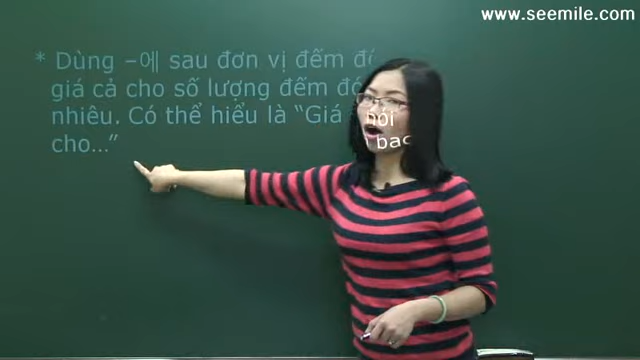 www.seemile.com
* Dùng –에 sau đơn vị đếm
giá cả cho số lượng đếm đó
nhiêu. Có thể hiểu là “Giá
cho…”